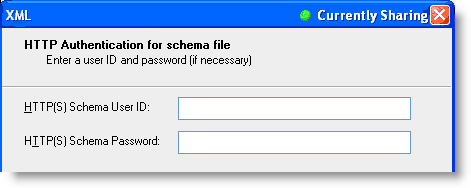 XML Currently Sharing
HTTP Authentication for schema file
Enter a user ID and password (if necessary)
HTTP(S) Schema User ID:
HTTP(S) Schema Password: